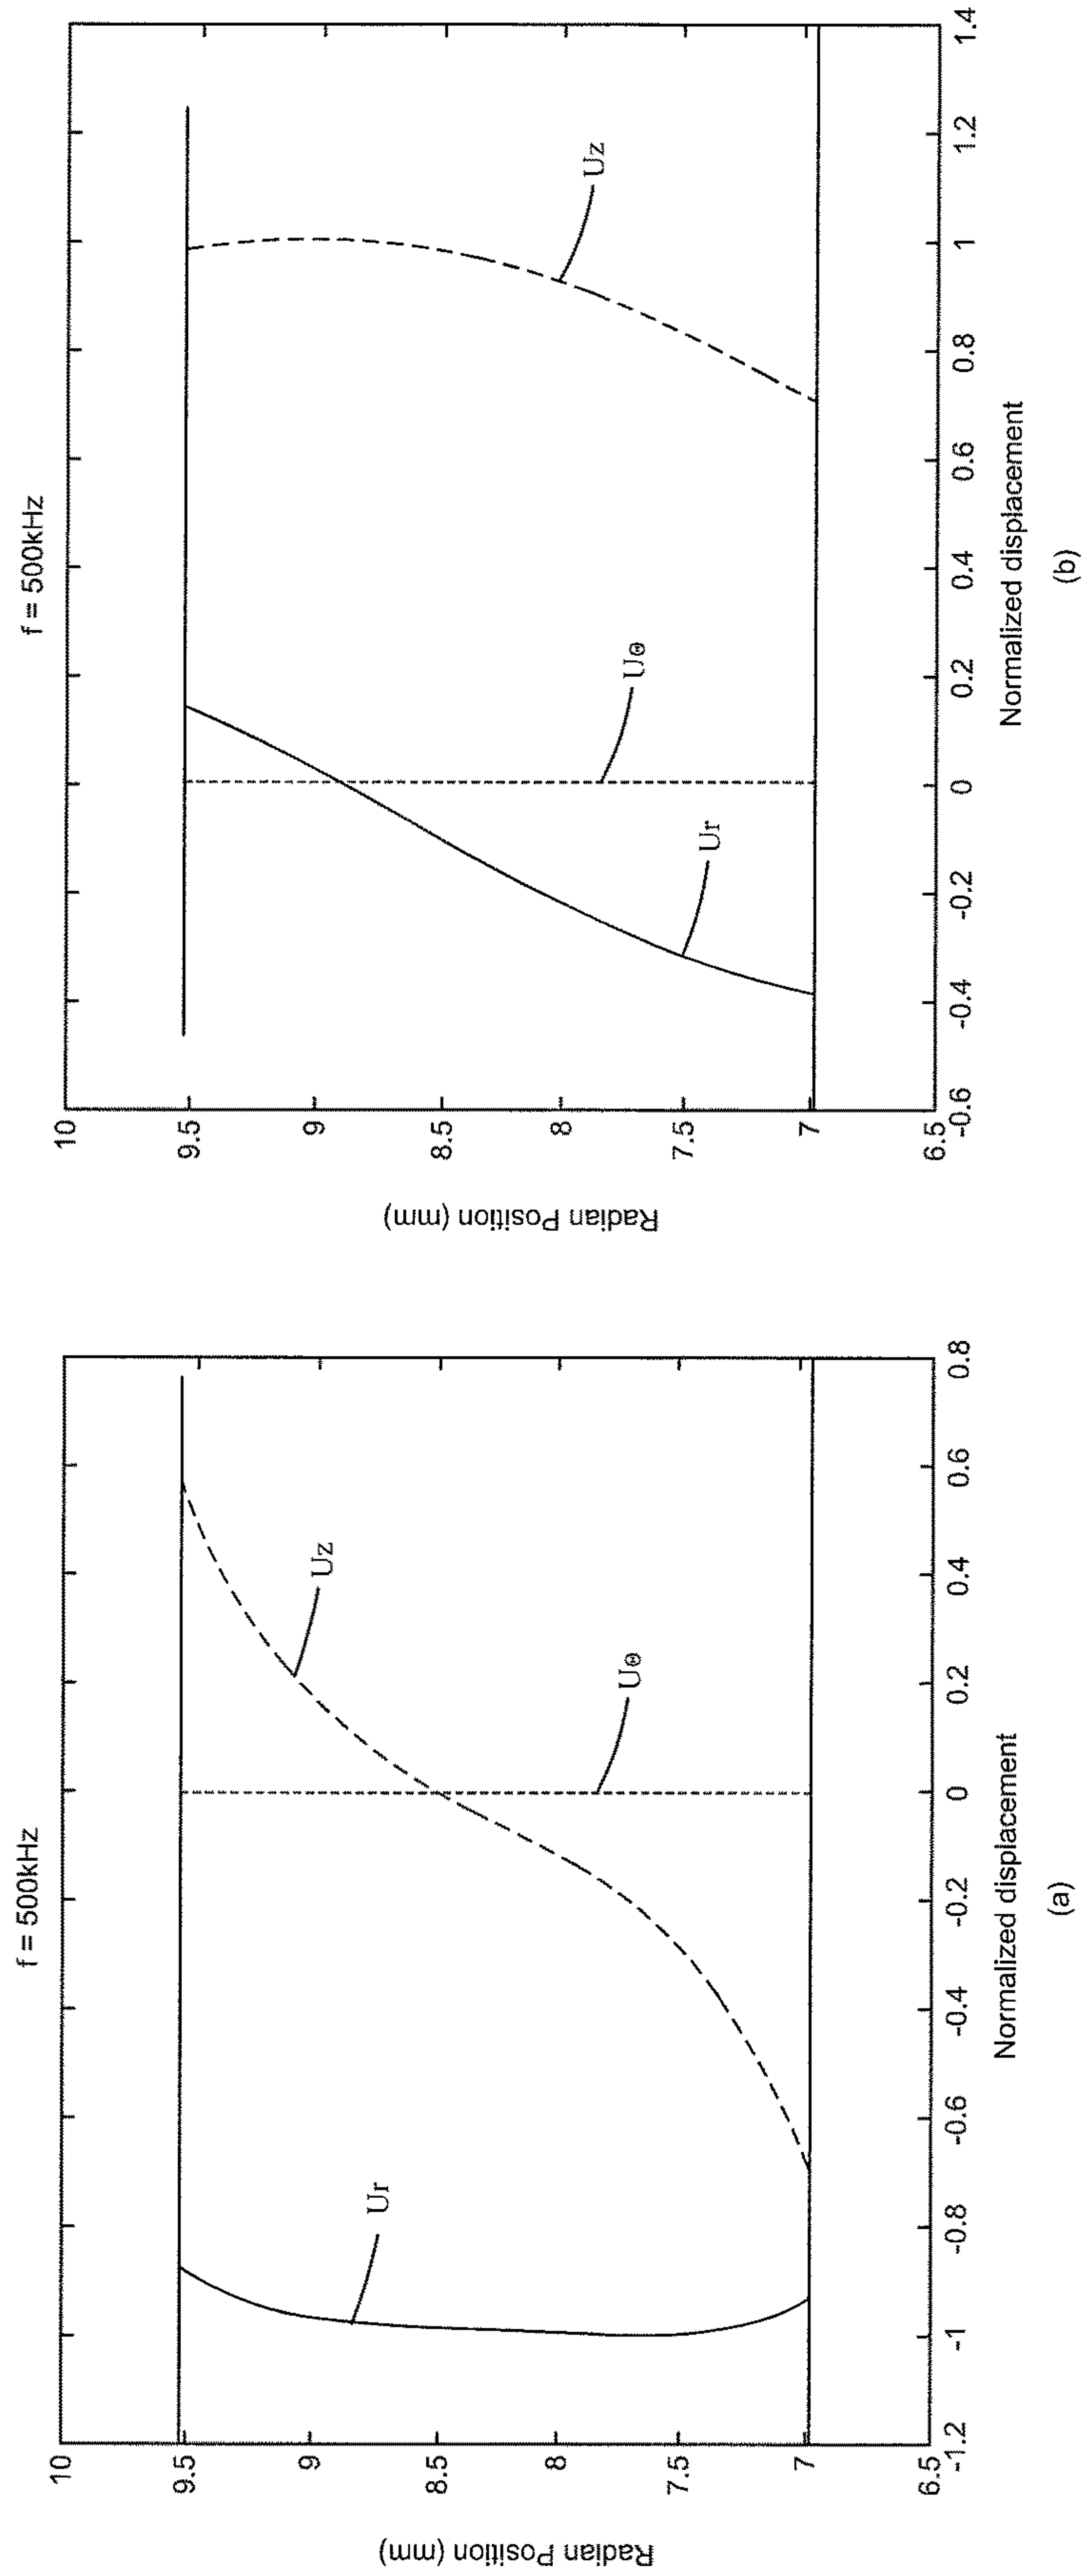 f = 500kHz
Radian Position (mm)
10
9.5
9
8.5
8
7.5
7
6.5
Ur
Uz
Uθ
-1.2
-1
-0.8
-0.6
-0.4
-0.2
0
0.2
0.4
0.6
0.8
Normalized displacement
(a)
f = 500kHz
Radian Position (mm)
10
9.5
9
8.5
8
7.5
7
6.5
Ur
Uθ
Uz
-0.6
-0.4
-0.2
0
0.2
0.4
0.6
0.8
1
1.2
1.4
Normalized displacement
(b)